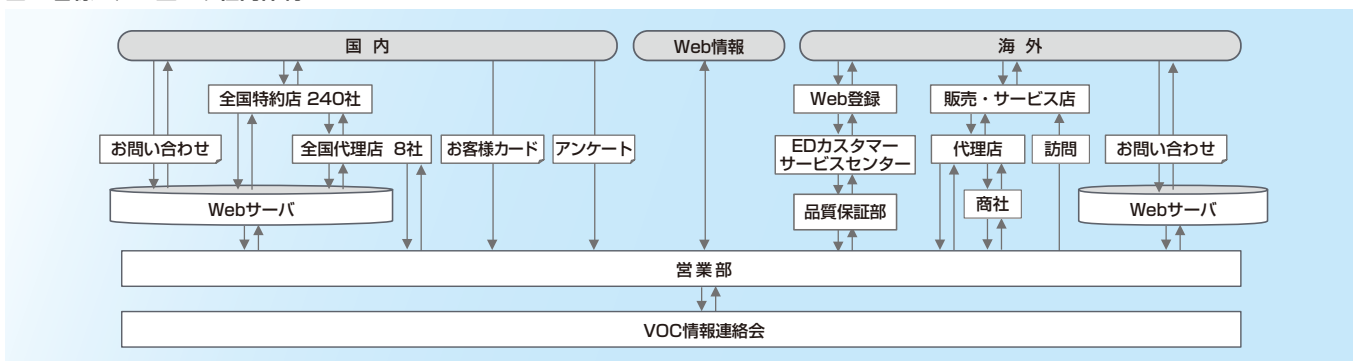 国内
Web情報
海外
全国特約店 240社
Web登録
販売・サービス店
お問い合わせ
全国代理店 8社
お客様カード
アンケート
EDカスタマー
サービスセンター
代理店
訪問
お問い合わせ
Webサーバ
品質保証部
商社
Webサーバ
営業部
VOC情報連絡会